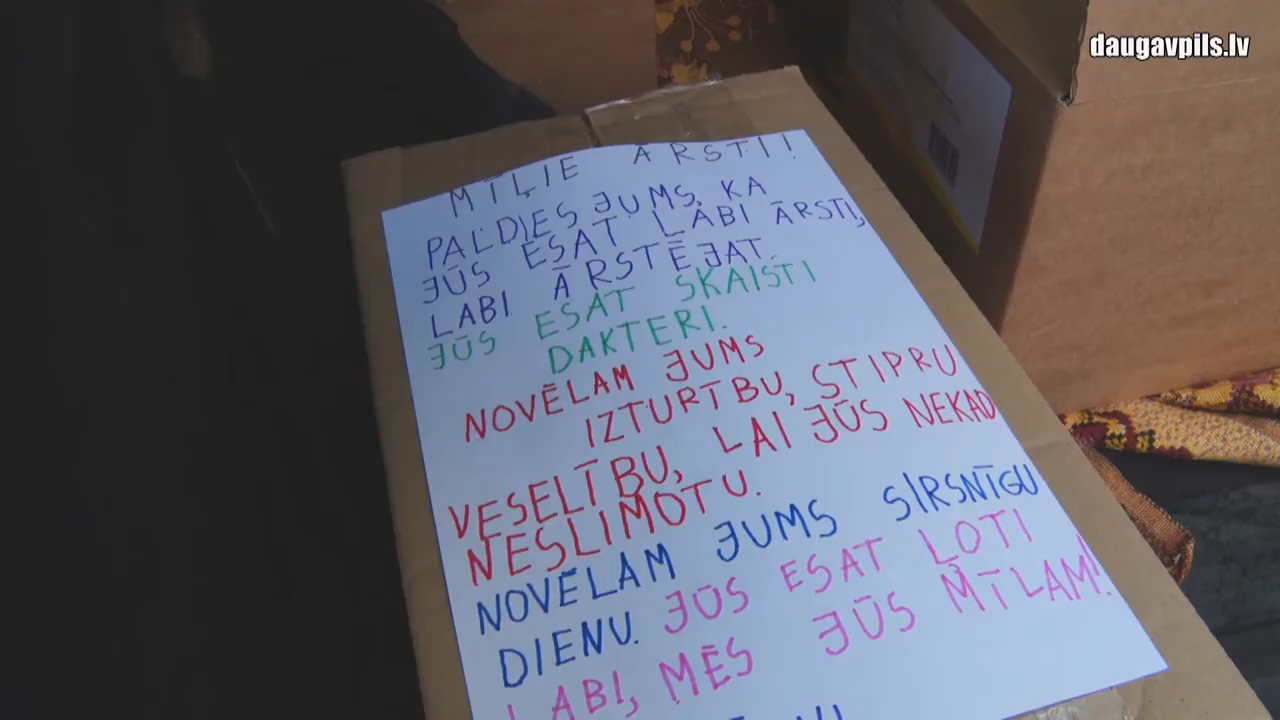 daugavpils.lv
MĪĻIE ĀRSTI!
PALDIES JUMS, KA
JŪS ESAT LABI ĀRSTI,
LABI ĀRSTĒJAT.
JŪS ESAT SKAISTI
DAKTERI.
NOVĒLAM JUMS
IZTURĪBU, STIPRU
VESELĪBU, LAI JŪS NEKAD
NESLIMOTU.
NOVĒLAM JUMS SIRSNĪGU
DIENU. JŪS ESAT ĻOTI
LABI, MĒS JŪS MĪLAM!